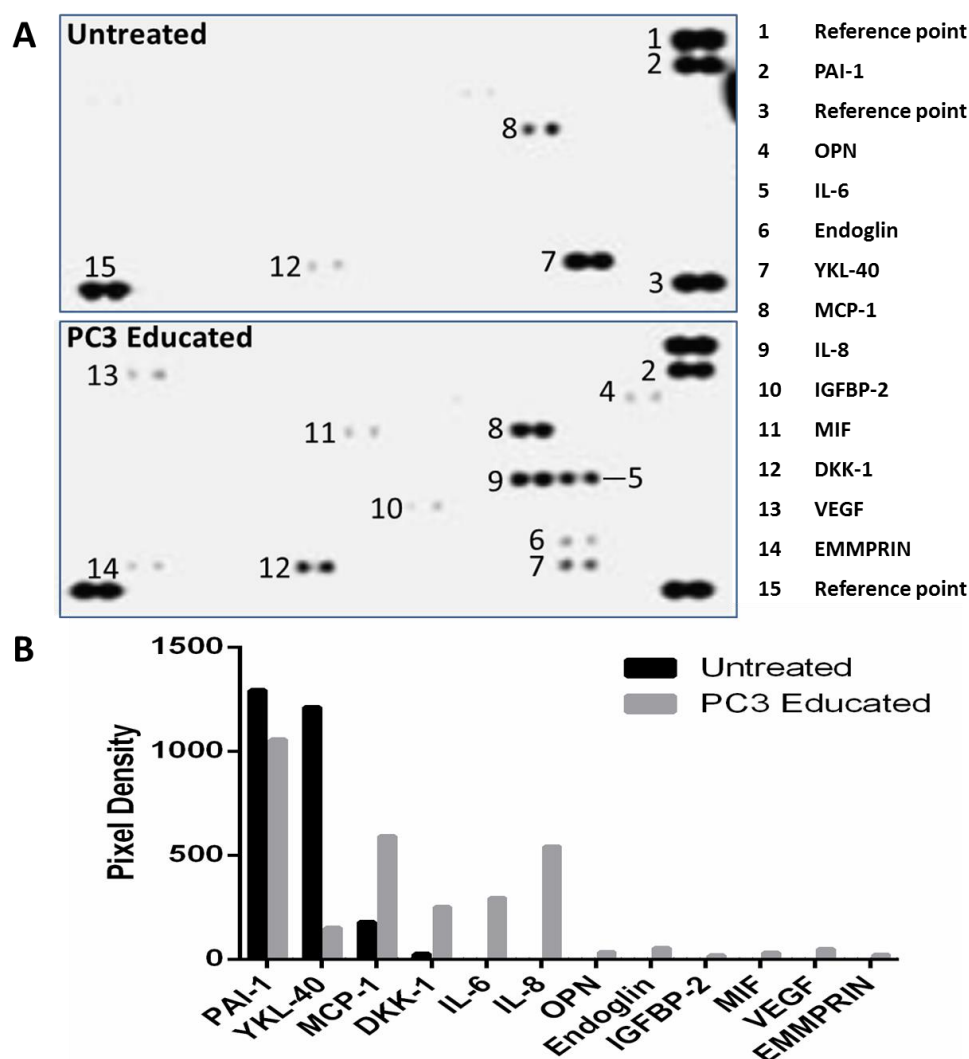 A
Untreated
1
2
8
15
12
7
3
PC3 Educated
13
2
4
11
8
9
5
10
6
14
12
7
1 Reference point
2 PAI-1
3 Reference point
4 OPN
5 IL-6
6 Endoglin
7 YKL-40
8 MCP-1
9 IL-8
10 IGFBP-2
11 MIF
12 DKK-1
13 VEGF
14 EMMPRIN
15 Reference point
B
Pixel Density
1500
1000
500
0
Untreated
PC3 Educated
PAI-1
YKL-40
MCP-1
DKK-1
IL-6
IL-8
OPN
Endoglin
IGFBP-2
MIF
VEGF
EMMPRIN